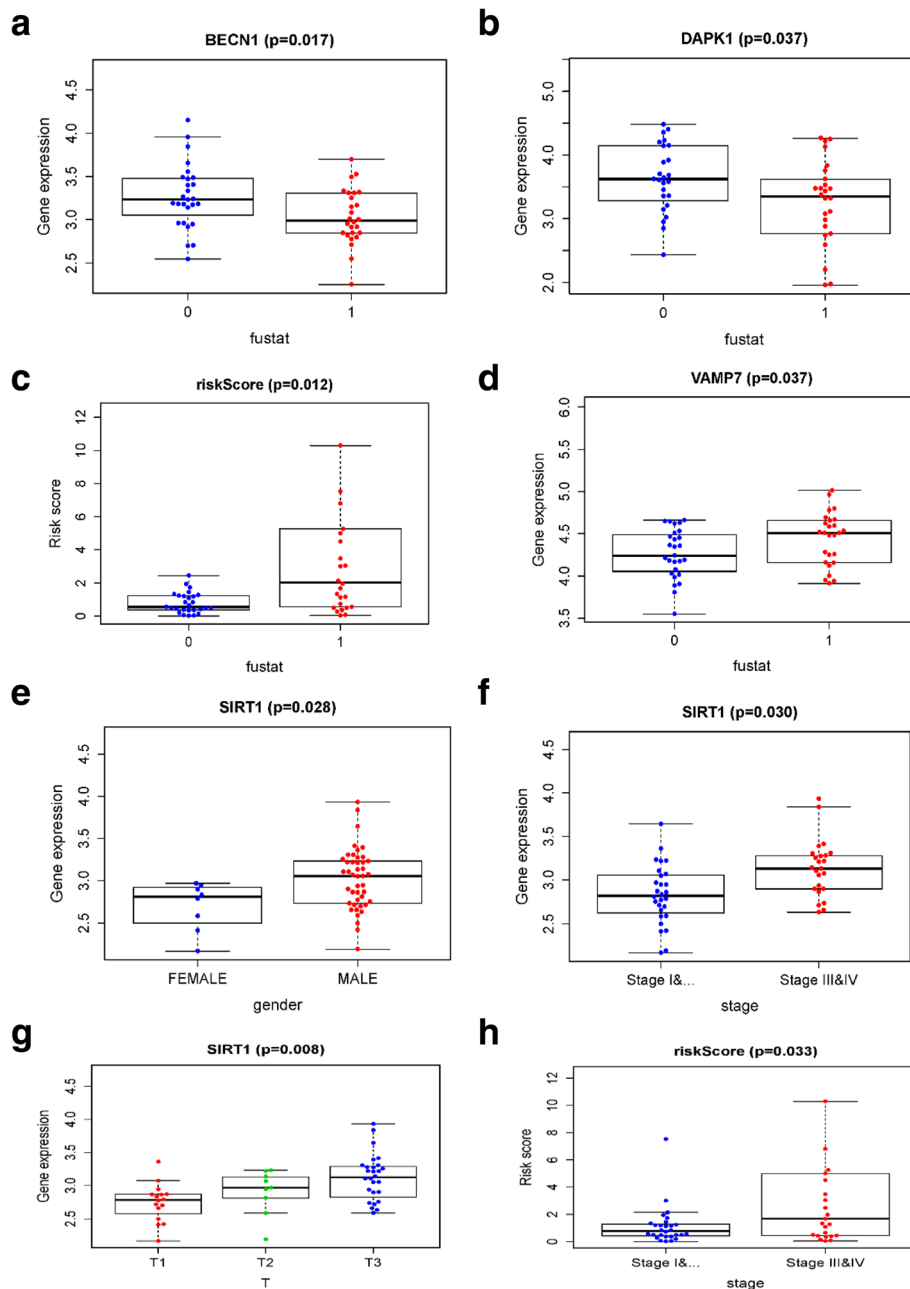 a
BECN1 (p=0.017)
Gene expression
4.5
4.0
3.5
3.0
2.5
0
1
fustat
b
DAPK1 (p=0.037)
Gene expression
5.0
4.0
3.0
2.0
0
1
fustat
c
riskScore (p=0.012)
Risk score
12
10
8
6
4
2
0
0
1
fustat
d
VAMP7 (p=0.037)
Gene expression
6.0
5.5
5.0
4.5
4.0
3.5
0
1
fustat
e
SIRT1 (p=0.028)
Gene expression
4.5
4.0
3.5
3.0
2.5
FEMALE
MALE
gender
f
SIRT1 (p=0.030)
Gene expression
4.5
4.0
3.5
3.0
2.5
Stage I&...
Stage III&IV
stage
g
SIRT1 (p=0.008)
Gene expression
4.5
4.0
3.5
3.0
2.5
T1
T2
T3
T
h
riskScore (p=0.033)
Risk score
12
10
8
6
4
2
0
Stage I&...
Stage III&IV
stage